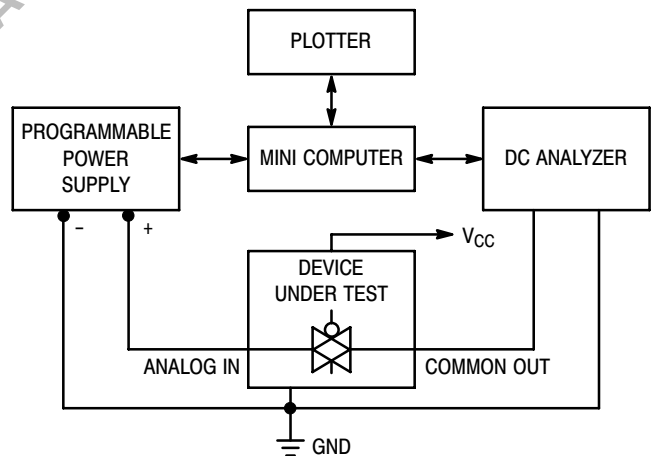 PLOTTER
PROGRAMMABLE
POWER
SUPPLY
MINI COMPUTER
DC ANALYZER
− +
VCC
DEVICE
UNDER TEST
ANALOG IN
COMMON OUT
GND